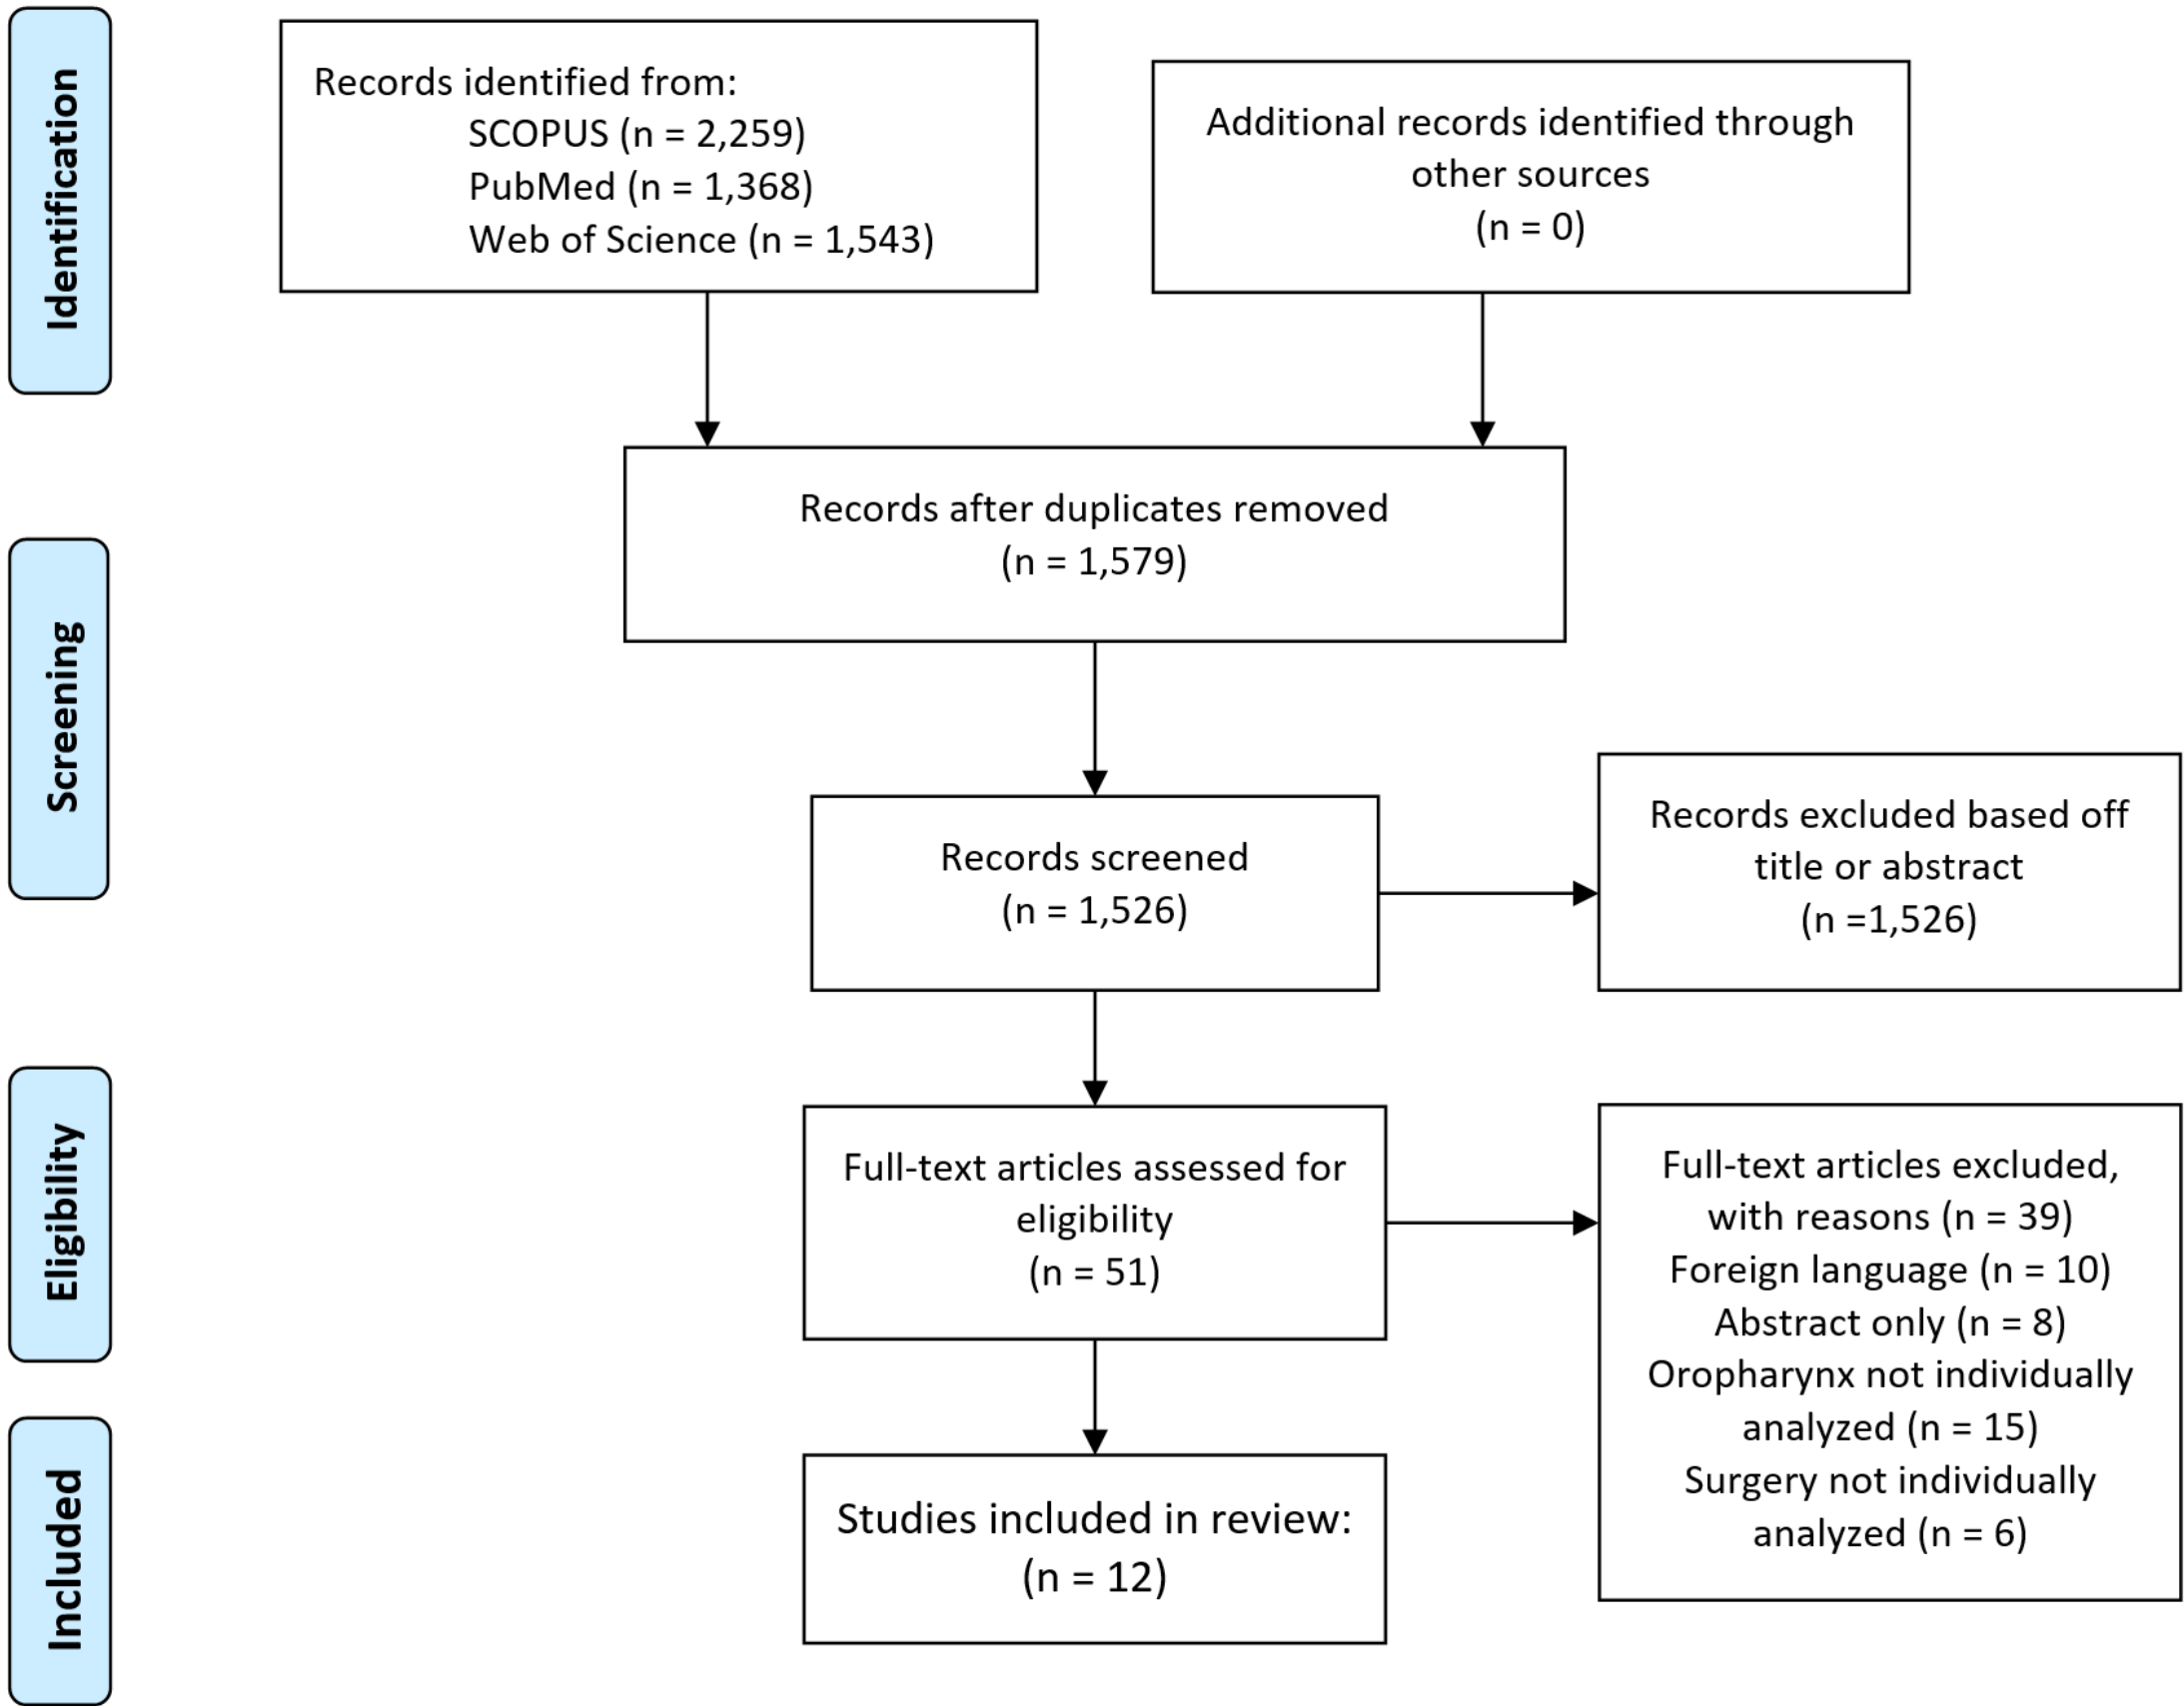 Identification
Records identified from:
SCOPUS (n = 2,259)
PubMed (n = 1,368)
Web of Science (n = 1,543)
Additional records identified through
other sources
(n = 0)
Records after duplicates removed
(n = 1,579)
Screening
Records screened
(n = 1,526)
Records excluded based off
title or abstract
(n =1,526)
Eligibility
Full-text articles assessed for
eligibility
(n = 51)
Full-text articles excluded,
with reasons (n = 39)
Foreign language (n = 10)
Abstract only (n = 8)
Oropharynx not individually
analyzed (n = 15)
Surgery not individually
analyzed (n = 6)
Included
Studies included in review:
(n = 12)